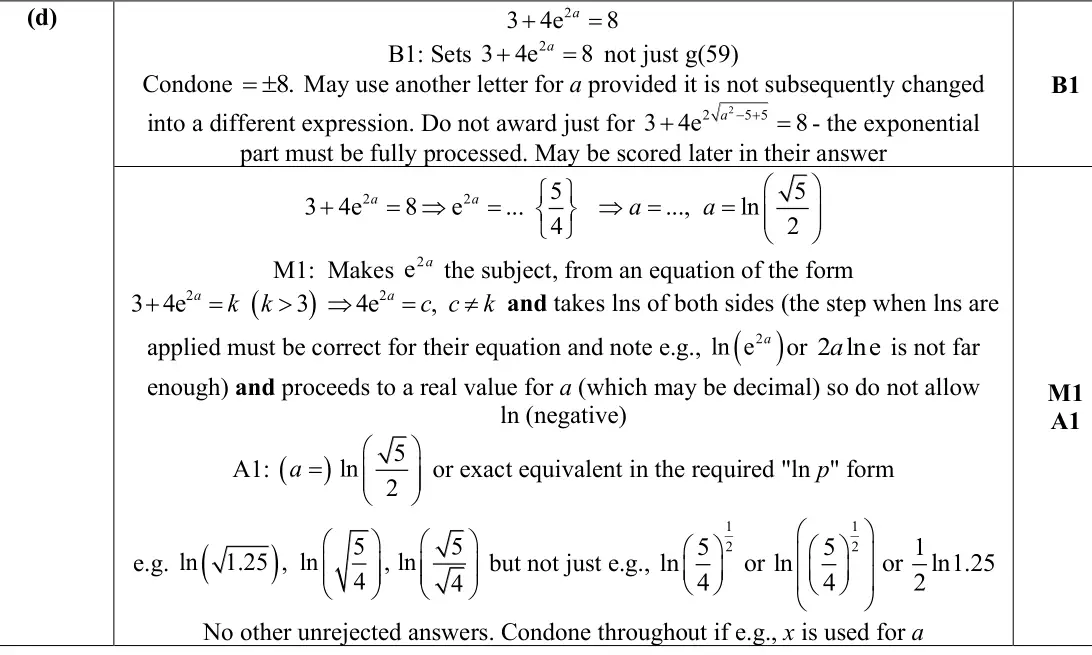 (d)
3 + 4e^{2a} = 8
B1: Sets 3 + 4e^{2a} = 8 not just g(59)
B1
Condone = ±8. May use another letter for a provided it is not subsequently changed
into a different expression. Do not award just for 3 + 4e^{2√(a²−5+5)} = 8 - the exponential
part must be fully processed. May be scored later in their answer
3 + 4e^{2a} = 8 ⇒ e^{2a} = ... {5/4} ⇒ a = ..., a = ln(√5/2)
M1: Makes e^{2a} the subject, from an equation of the form
3 + 4e^{2a} = k (k > 3) ⇒ 4e^{2a} = c, c ≠ k and takes lns of both sides (the step when lns are
applied must be correct for their equation and note e.g., ln(e^{2a}) or 2a ln e is not far
enough) and proceeds to a real value for a (which may be decimal) so do not allow
ln (negative)
M1
A1
A1: (a =) ln(√5/2) or exact equivalent in the required "ln p" form
e.g. ln(√1.25), ln(√(5/4)), ln(√5/√4) but not just e.g., ln(5/4)^{1/2} or ln((5/4)^{1/2}) or 1/2 ln1.25
No other unrejected answers. Condone throughout if e.g., x is used for a